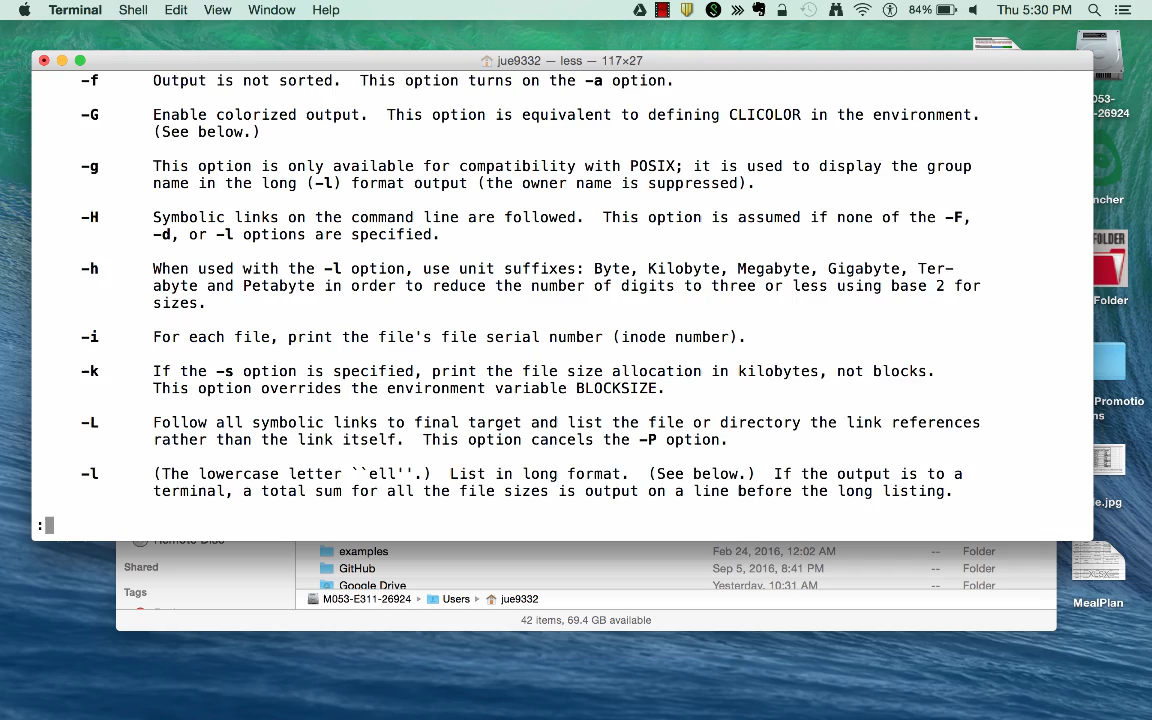 Terminal Shell Edit View Window Help 84% Thu 5:30 PM
jue9332 — less — 117×27
-f Output is not sorted. This option turns on the -a option.
-G Enable colorized output. This option is equivalent to defining CLICOLOR in the environment.
(See below.)
-g This option is only available for compatibility with POSIX; it is used to display the group
name in the long (-l) format output (the owner name is suppressed).
-H Symbolic links on the command line are followed. This option is assumed if none of the -F,
-d, or -l options are specified.
-h When used with the -l option, use unit suffixes: Byte, Kilobyte, Megabyte, Gigabyte, Ter-
abyte and Petabyte in order to reduce the number of digits to three or less using base 2 for
sizes.
-i For each file, print the file's file serial number (inode number).
-k If the -s option is specified, print the file size allocation in kilobytes, not blocks.
This option overrides the environment variable BLOCKSIZE.
-L Follow all symbolic links to final target and list the file or directory the link references
rather than the link itself. This option cancels the -P option.
-l (The lowercase letter ``ell''.) List in long format. (See below.) If the output is to a
terminal, a total sum for all the file sizes is output on a line before the long listing.
:
053-
-26924
ncher
FOLDER
Folder
Promotio
ns
le.jpg
XLSX
MealPlan
Remote Disc
Shared
Tags
examples Feb 24, 2016, 12:02 AM -- Folder
GitHub Sep 5, 2016, 8:41 PM -- Folder
Google Drive Yesterday, 10:31 AM -- Folder
M053-E311-26924 Users jue9332
42 items, 69.4 GB available